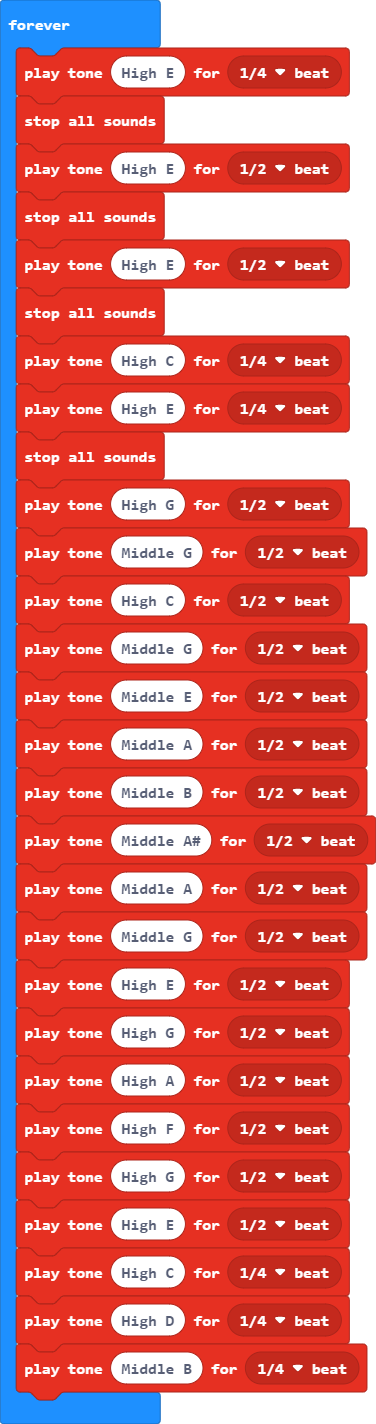 forever
play tone High E for 1/4 beat
stop all sounds
play tone High E for 1/2 beat
stop all sounds
play tone High E for 1/2 beat
stop all sounds
play tone High C for 1/4 beat
play tone High E for 1/4 beat
stop all sounds
play tone High G for 1/2 beat
play tone Middle G for 1/2 beat
play tone High C for 1/2 beat
play tone Middle G for 1/2 beat
play tone Middle E for 1/2 beat
play tone Middle A for 1/2 beat
play tone Middle B for 1/2 beat
play tone Middle A# for 1/2 beat
play tone Middle A for 1/2 beat
play tone Middle G for 1/2 beat
play tone High E for 1/2 beat
play tone High G for 1/2 beat
play tone High A for 1/2 beat
play tone High F for 1/2 beat
play tone High G for 1/2 beat
play tone High E for 1/2 beat
play tone High C for 1/4 beat
play tone High D for 1/4 beat
play tone Middle B for 1/4 beat